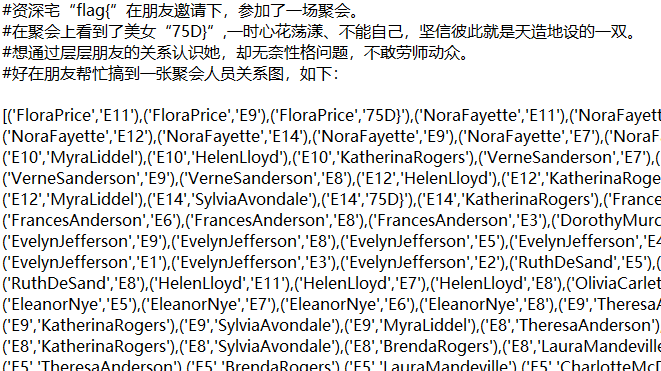 #资深宅“flag{”在朋友邀请下，参加了一场聚会。
#在聚会上看到了美女“75D}”,一时心花荡漾、不能自己，坚信彼此就是天造地设的一双。
#想通过层层朋友的关系认识她，却无奈性格问题，不敢劳师动众。
#好在朋友帮忙搞到一张聚会人员关系图，如下：
[('FloraPrice','E11'),('FloraPrice','E9'),('FloraPrice','75D}'),('NoraFayette','E11'),('NoraFayett
('NoraFayette','E12'),('NoraFayette','E14'),('NoraFayette','E9'),('NoraFayette','E7'),('NoraF
('E10','MyraLiddel'),('E10','HelenLloyd'),('E10','KatherinaRogers'),('VerneSanderson','E7'),(
('VerneSanderson','E9'),('VerneSanderson','E8'),('E12','HelenLloyd'),('E12','KatherinaRoge
('E12','MyraLiddel'),('E14','SylviaAvondale'),('E14','75D}'),('E14','KatherinaRogers'),('France
('FrancesAnderson','E6'),('FrancesAnderson','E8'),('FrancesAnderson','E3'),('DorothyMurc
('EvelynJefferson','E9'),('EvelynJefferson','E8'),('EvelynJefferson','E5'),('EvelynJefferson','E4
('EvelynJefferson','E1'),('EvelynJefferson','E3'),('EvelynJefferson','E2'),('RuthDeSand','E5'),(
('RuthDeSand','E8'),('HelenLloyd','E11'),('HelenLloyd','E7'),('HelenLloyd','E8'),('OliviaCarlet
('EleanorNye','E5'),('EleanorNye','E7'),('EleanorNye','E6'),('EleanorNye','E8'),('E9','TheresaA
('E9','KatherinaRogers'),('E9','SylviaAvondale'),('E9','MyraLiddel'),('E8','TheresaAnderson')
('E8','KatherinaRogers'),('E8','SylviaAvondale'),('E8','BrendaRogers'),('E8','LauraMandeville
('E5','TheresaAnderson'),('E5','BrendaRogers'),('E5','LauraMandeville'),('E5','CharlotteMcD